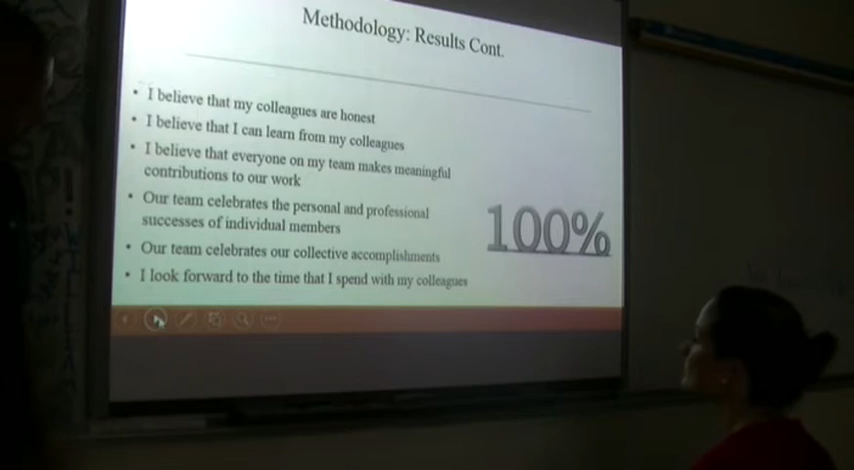 Methodology: Results Cont.
• I believe that my colleagues are honest
• I believe that I can learn from my colleagues
• I believe that everyone on my team makes meaningful
contributions to our work
• Our team celebrates the personal and professional
successes of individual members
• Our team celebrates our collective accomplishments
• I look forward to the time that I spend with my colleagues
100%